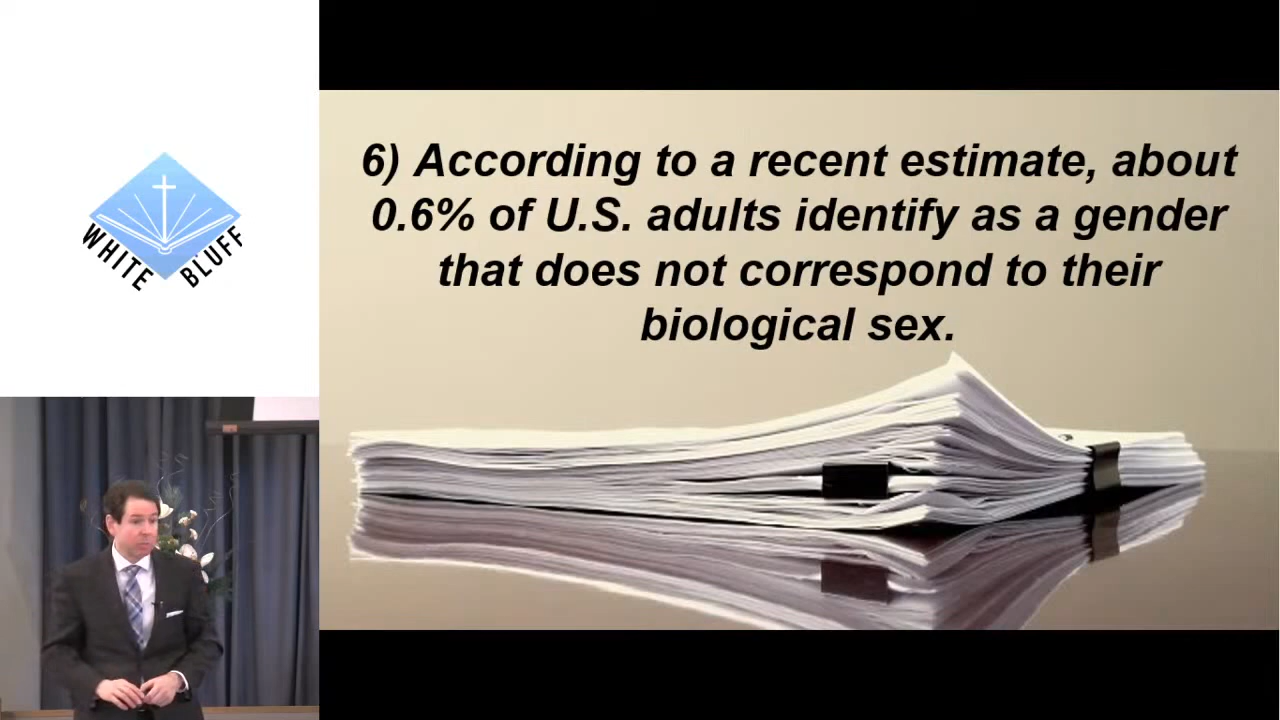 WHITE BLUFF
6) According to a recent estimate, about
0.6% of U.S. adults identify as a gender
that does not correspond to their
biological sex.